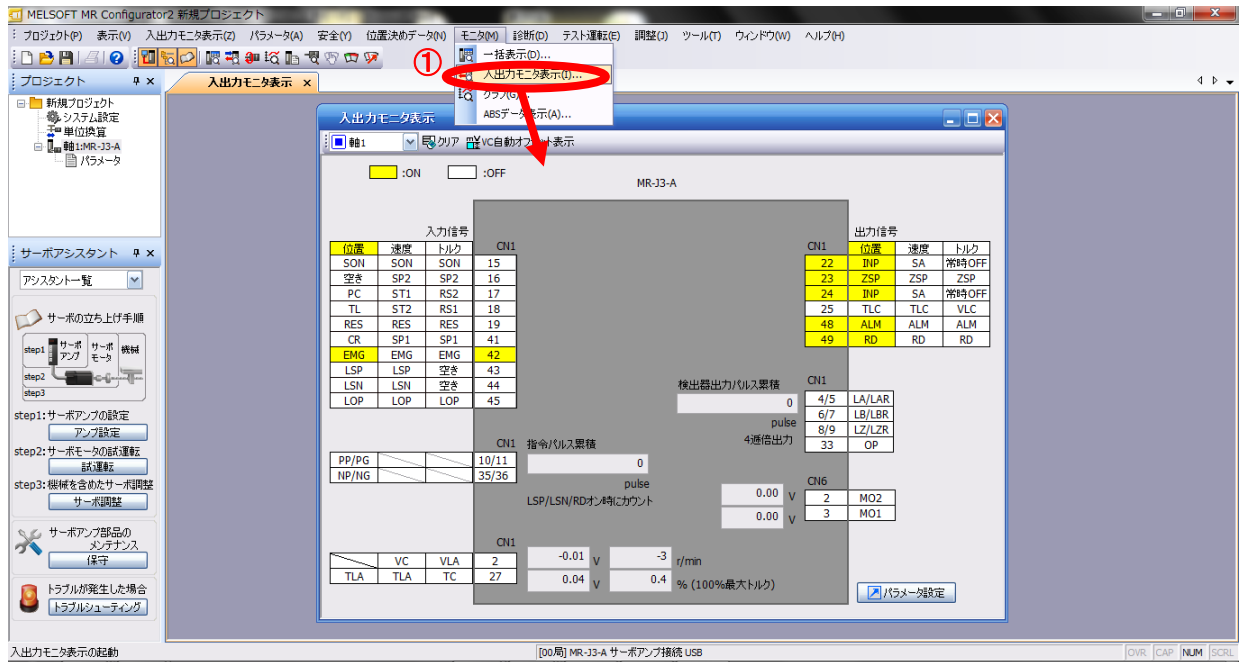 MELSOFT MR Configurator2 新規プロジェクト
プロジェクト(P) 表示(V) 入出力モニタ表示(Z) パラメータ(A) 安全(Y) 位置決めデータ(N) モニタ(M) 診断(D) テスト運転(E) 調整(J) ツール(T) ウィンドウ(W) ヘルプ(H)
①
一括表示(D)...
入出力モニタ表示(I)...
グラフ(G)...
ABSデータ表示(A)...
プロジェクト
新規プロジェクト
システム設定
単位換算
軸1:MR-J3-A
パラメータ
サーボアシスタント
アシスタント一覧
サーボの立ち上げ手順
step1 サーボアンプ サーボモータ 機械
step2
step3
step1:サーボアンプの設定
アンプ設定
step2:サーボモータの試運転
試運転
step3:機械を含めたサーボ調整
サーボ調整
サーボアンプ部品の
メンテナンス
保守
トラブルが発生した場合
トラブルシューティング
入出力モニタ表示
入出力モニタ表示
軸1 クリア VC自動オフセット表示
:ON :OFF
MR-J3-A
入力信号
位置 速度 トルク CN1
SON SON SON 15
空き SP2 SP2 16
PC ST1 RS2 17
TL ST2 RS1 18
RES RES RES 19
CR SP1 SP1 41
EMG EMG EMG 42
LSP LSP 空き 43
LSN LSN 空き 44
LOP LOP LOP 45
CN1
PP/PG 10/11
NP/NG 35/36
指令パルス累積
0
pulse
LSP/LSN/RDオン時にカウント
CN1
VC VLA 2
TLA TLA TC 27
-0.01 V -3 r/min
0.04 V 0.4 % (100%最大トルク)
出力信号
CN1 位置 速度 トルク
22 INP SA 常時OFF
23 ZSP ZSP ZSP
24 INP SA 常時OFF
25 TLC TLC VLC
48 ALM ALM ALM
49 RD RD RD
検出器出力パルス累積
0
pulse
4逓倍出力
CN1
4/5 LA/LAR
6/7 LB/LBR
8/9 LZ/LZR
33 OP
CN6
0.00 V 2 MO2
0.00 V 3 MO1
パラメータ設定
入出力モニタ表示の起動
[00局] MR-J3-A サーボアンプ接続 USB
OVR CAP NUM SCRL